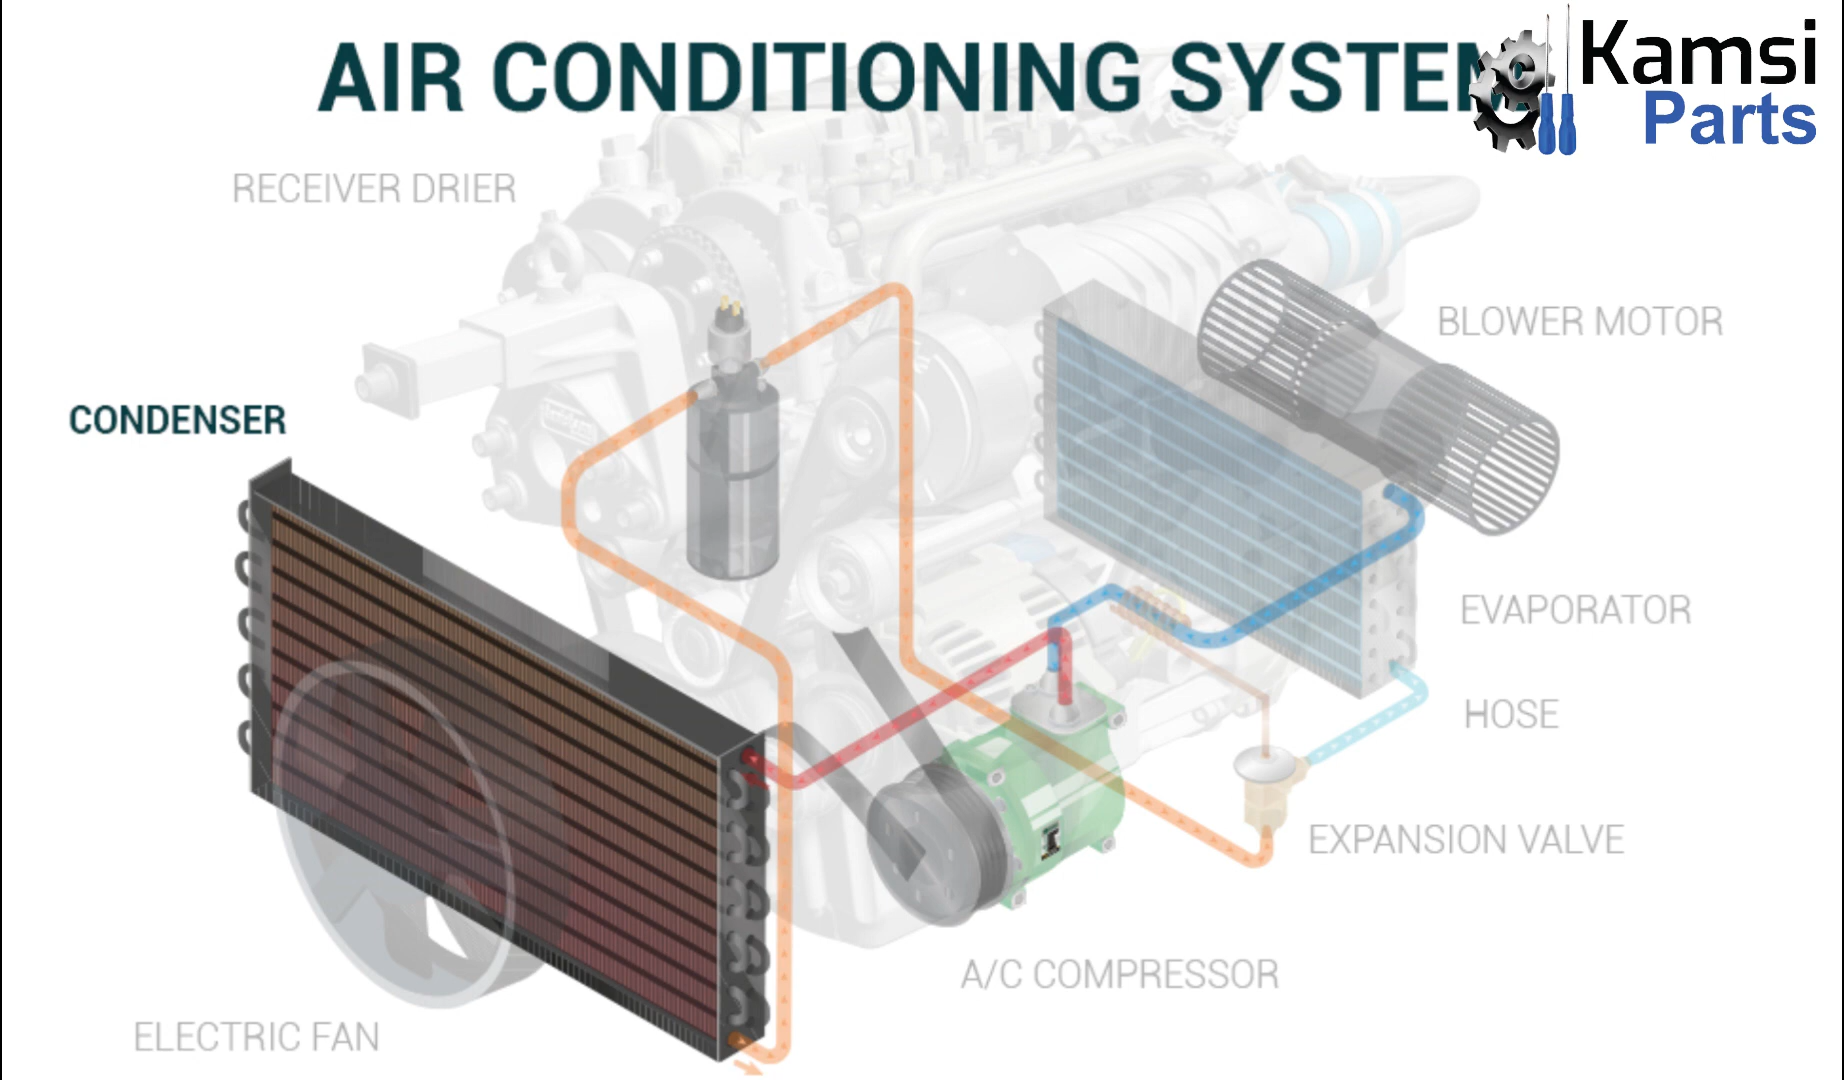 AIR CONDITIONING SYSTEM
Kamsi
Parts
RECEIVER DRIER
BLOWER MOTOR
CONDENSER
EVAPORATOR
HOSE
EXPANSION VALVE
A/C COMPRESSOR
ELECTRIC FAN